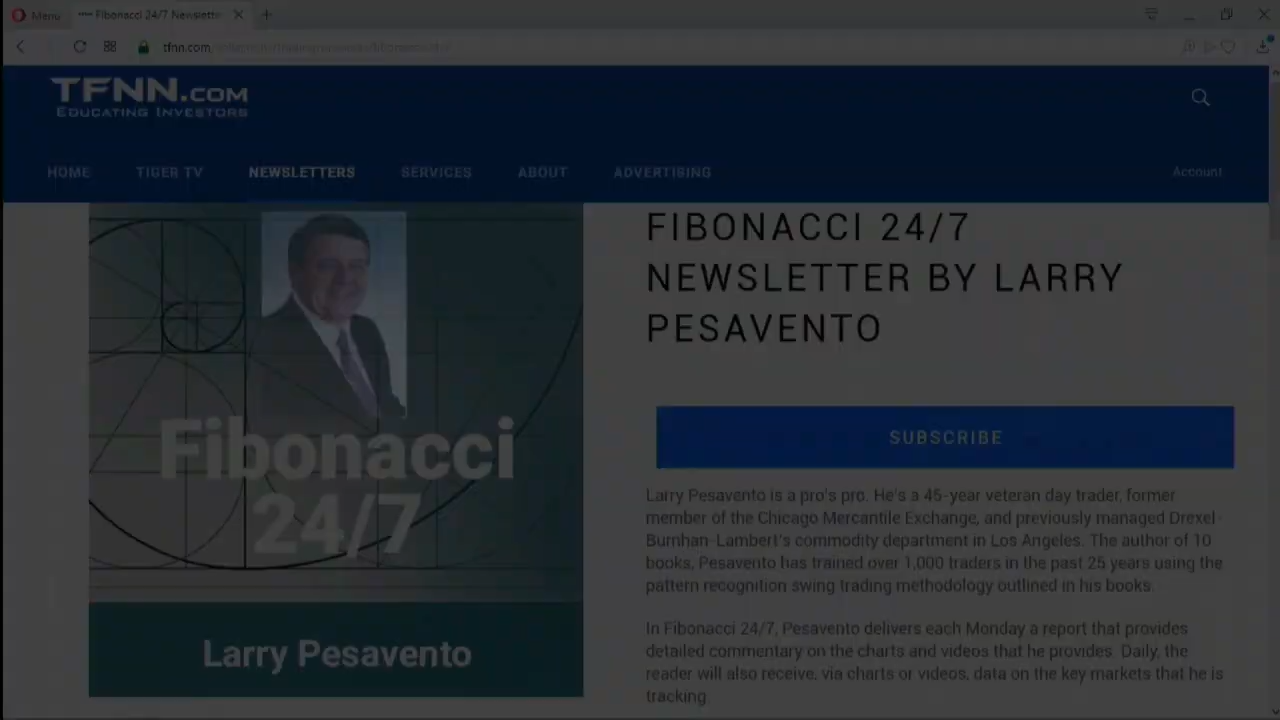 Menu
Fibonacci 24/7 Newslett
tfnn.com
TFNN.COM
EDUCATING INVESTORS
HOME TIGER TV NEWSLETTERS SERVICES ABOUT ADVERTISING Account
Fibonacci
24/7
Larry Pesavento
FIBONACCI 24/7
NEWSLETTER BY LARRY
PESAVENTO
SUBSCRIBE
Larry Pesavento is a pro's pro. He's a 45-year veteran day trader, former
member of the Chicago Mercantile Exchange, and previously managed Drexel-
Burnhan-Lambert's commodity department in Los Angeles. The author of 10
books, Pesavento has trained over 1,000 traders in the past 25 years using the
pattern recognition swing trading methodology outlined in his books.
In Fibonacci 24/7, Pesavento delivers each Monday a report that provides
detailed commentary on the charts and videos that he provides. Daily, the
reader will also receive, via charts or videos, data on the key markets that he is
tracking.